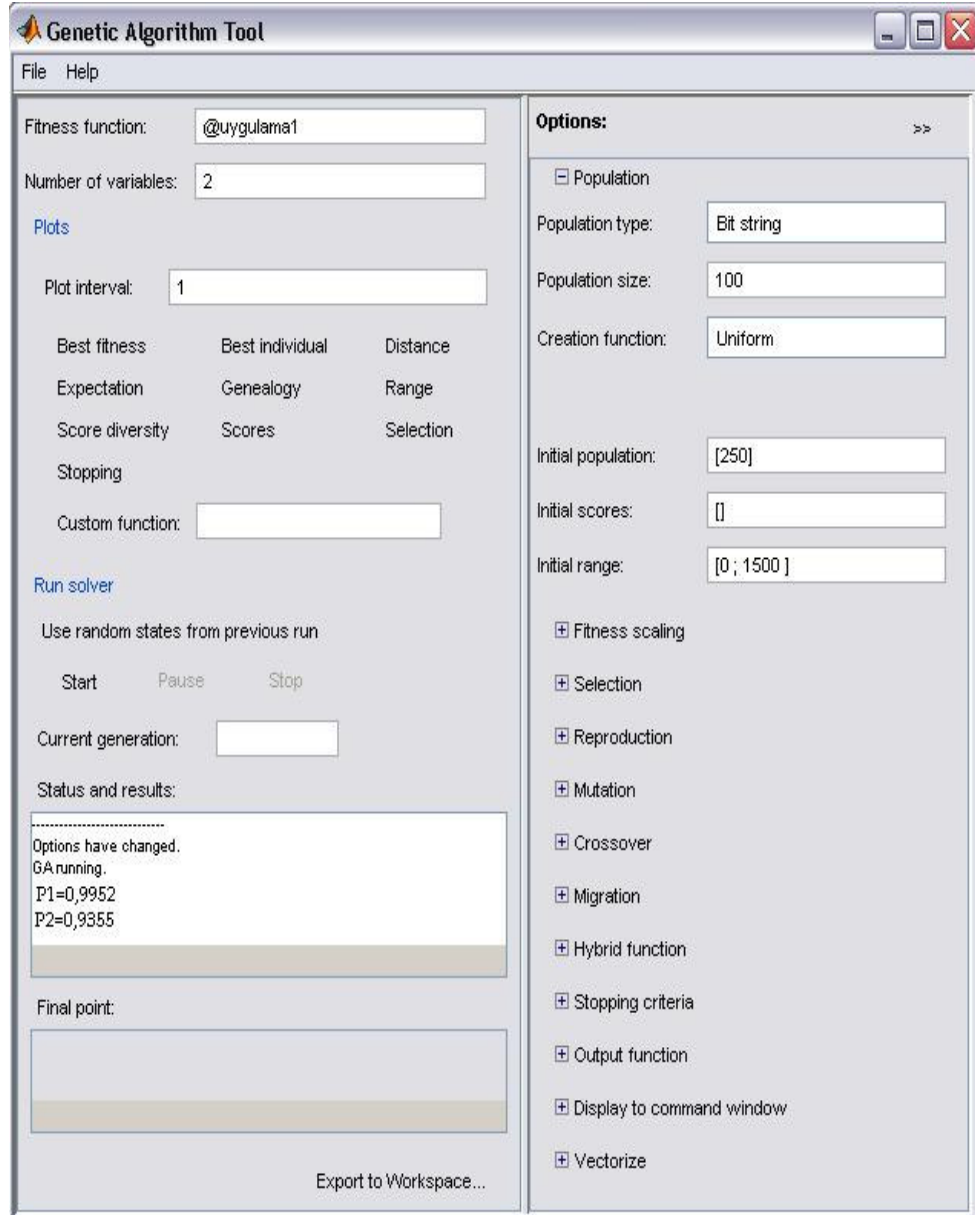 Genetic Algorithm Tool
File Help
Fitness function: @uygulama1
Number of variables: 2
Plots
Plot interval: 1
Best fitness Best individual Distance
Expectation Genealogy Range
Score diversity Scores Selection
Stopping
Custom function:
Run solver
Use random states from previous run
Start Pause Stop
Current generation:
Status and results:
----------------------------
Options have changed.
GA running.
P1=0,9952
P2=0,9355
Final point:
Export to Workspace...
Options: >>
Population
Population type: Bit string
Population size: 100
Creation function: Uniform
Initial population: [250]
Initial scores: []
Initial range: [0 ; 1500 ]
Fitness scaling
Selection
Reproduction
Mutation
Crossover
Migration
Hybrid function
Stopping criteria
Output function
Display to command window
Vectorize